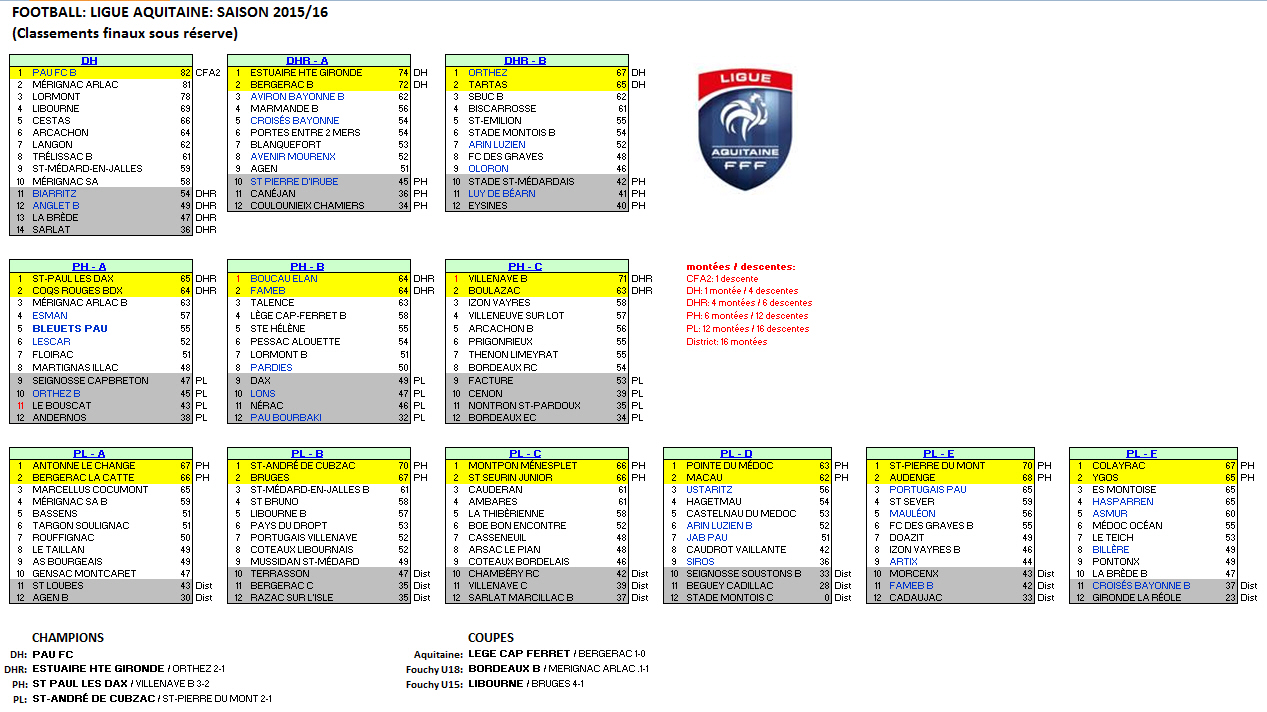 FOOTBALL: LIGUE AQUITAINE: SAISON 2015/16
(Classements finaux sous réserve)
DH
1 PAU FC B 82 CFA2
2 MÉRIGNAC ARLAC 81
3 LORMONT 78
4 LIBOURNE 69
5 CESTAS 66
6 ARCACHON 64
7 LANGON 62
8 TRÉLISSAC B 61
9 ST-MÉDARD-EN-JALLES 59
10 MÉRIGNAC SA 58
11 BIARRITZ 54 DHR
12 ANGLET B 49 DHR
13 LA BRÈDE 47 DHR
14 SARLAT 36 DHR
DHR - A
1 ESTUAIRE HTE GIRONDE 74 DH
2 BERGERAC B 72 DH
3 AVIRON BAYONNE B 62
4 MARMANDE B 56
5 CROISÉS BAYONNE 54
6 PORTES ENTRE 2 MERS 54
7 BLANQUEFORT 53
8 AVENIR MOURENX 52
9 AGEN 51
10 ST PIERRE D'IRUBE 45 PH
11 CANÉJAN 36 PH
12 COULOUNIEIX CHAMIERS 34 PH
DHR - B
1 ORTHEZ 67 DH
2 TARTAS 65 DH
3 SBUC B 62
4 BISCARROSSE 61
5 ST-EMILION 55
6 STADE MONTOIS B 54
7 ARIN LUZIEN 52
8 FC DES GRAVES 48
9 OLORON 46
10 STADE ST-MÉDARDAIS 42 PH
11 LUY DE BÉARN 41 PH
12 EYSINES 40 PH
LIGUE
AQUITAINE
FFF
PH - A
1 ST-PAUL LES DAX 65 DHR
2 COQS ROUGES BDX 64 DHR
3 MÉRIGNAC ARLAC B 63
4 ESMAN 57
5 BLEUETS PAU 55
6 LESCAR 52
7 FLOIRAC 51
8 MARTIGNAS ILLAC 48
9 SEIGNOSSE CAPBRETON 47 PL
10 ORTHEZ B 45 PL
11 LE BOUSCAT 43 PL
12 ANDERNOS 38 PL
PH - B
1 BOUCAU ELAN 64 DHR
2 FAMEB 64 DHR
3 TALENCE 63
4 LÈGE CAP-FERRET B 58
5 STE HÉLÈNE 55
6 PESSAC ALOUETTE 54
7 LORMONT B 51
8 PARDIES 50
9 DAX 49 PL
10 LONS 47 PL
11 NÉRAC 46 PL
12 PAU BOURBAKI 32 PL
PH - C
1 VILLENAVE B 71 DHR
2 BOULAZAC 63 DHR
3 IZON VAYRES 58
4 VILLENEUVE SUR LOT 57
5 ARCACHON B 56
6 PRIGONRIEUX 55
7 THENON LIMEYRAT 55
8 BORDEAUX RC 54
9 FACTURE 53 PL
10 CENON 39 PL
11 NONTRON ST-PARDOUX 35 PL
12 BORDEAUX EC 34 PL
montées / descentes:
CFA2: 1 descente
DH: 1 montée / 4 descentes
DHR: 4 montées / 6 descentes
PH: 6 montées / 12 descentes
PL: 12 montées / 16 descentes
District: 16 montées
PL - A
1 ANTONNE LE CHANGE 67 PH
2 BERGERAC LA CATTE 66 PH
3 MARCELLUS COCUMONT 65
4 MÉRIGNAC SA B 59
5 BASSENS 51
6 TARGON SOULIGNAC 51
7 ROUFFIGNAC 50
8 LE TAILLAN 49
9 AS BOURGEAIS 49
10 GENSAC MONTCARET 47
11 ST LOUBES 43 Dist
12 AGEN B 30 Dist
PL - B
1 ST-ANDRÉ DE CUBZAC 70 PH
2 BRUGES 67 PH
3 ST-MÉDARD-EN-JALLES B 61
4 ST BRUNO 58
5 LIBOURNE B 57
6 PAYS DU DROPT 53
7 PORTUGAIS VILLENAVE 52
8 COTEAUX LIBOURNAIS 52
9 MUSSIDAN ST-MÉDARD 49
10 TERRASSON 47 Dist
11 BERGERAC C 35 Dist
12 RAZAC SUR L'ISLE 35 Dist
PL - C
1 MONTPON MÉNESPLET 66 PH
2 ST SEURIN JUNIOR 66 PH
3 CAUDERAN 61
4 AMBARES 61
5 LA THIBÉRIENNE 58
6 BOE BON ENCONTRE 52
7 CASSENEUIL 48
8 ARSAC LE PIAN 48
9 COTEAUX BORDELAIS 46
10 CHAMBÉRY RC 42 Dist
11 VILLENAVE C 39 Dist
12 SARLAT MARCILLAC B 37 Dist
PL - D
1 POINTE DU MÉDOC 63 PH
2 MACAU 62 PH
3 USTARITZ 56
4 HAGETMAU 54
5 CASTELNAU DU MEDOC 53
6 ARIN LUZIEN B 52
7 JAB PAU 51
8 CAUDROT VAILLANTE 42
9 SIROS 36
10 SEIGNOSSE SOUSTONS B 33 Dist
11 BEGUEY CADILLAC 28 Dist
12 STADE MONTOIS C 0 Dist
PL - E
1 ST-PIERRE DU MONT 70 PH
2 AUDENGE 68 PH
3 PORTUGAIS PAU 65
4 ST SEVER 59
5 MAULÉON 56
6 FC DES GRAVES B 55
7 DOAZIT 49
8 IZON VAYRES B 46
9 ARTIX 44
10 MORCENX 43 Dist
11 FAMEB B 42 Dist
12 CADAUJAC 33 Dist
PL - F
1 COLAYRAC 67 PH
2 YGOS 65 PH
3 ES MONTOISE 65
4 HASPARREN 65
5 ASMUR 60
6 MÉDOC OCÉAN 55
7 LE TEICH 53
8 BILLÈRE 49
9 PONTONX 49
10 LA BRÈDE B 47
11 CROISÉS BAYONNE B 37 Dist
12 GIRONDE LA RÉOLE 23 Dist
CHAMPIONS
DH: PAU FC
DHR: ESTUAIRE HTE GIRONDE / ORTHEZ 2-1
PH: ST PAUL LES DAX / VILLENAVE B 3-2
PL: ST-ANDRÉ DE CUBZAC / ST-PIERRE DU MONT 2-1
COUPES
Aquitaine: LEGE CAP FERRET / BERGERAC 1-0
Fouchy U18: BORDEAUX B / MERIGNAC ARLAC .1-1
Fouchy U15: LIBOURNE / BRUGES 4-1